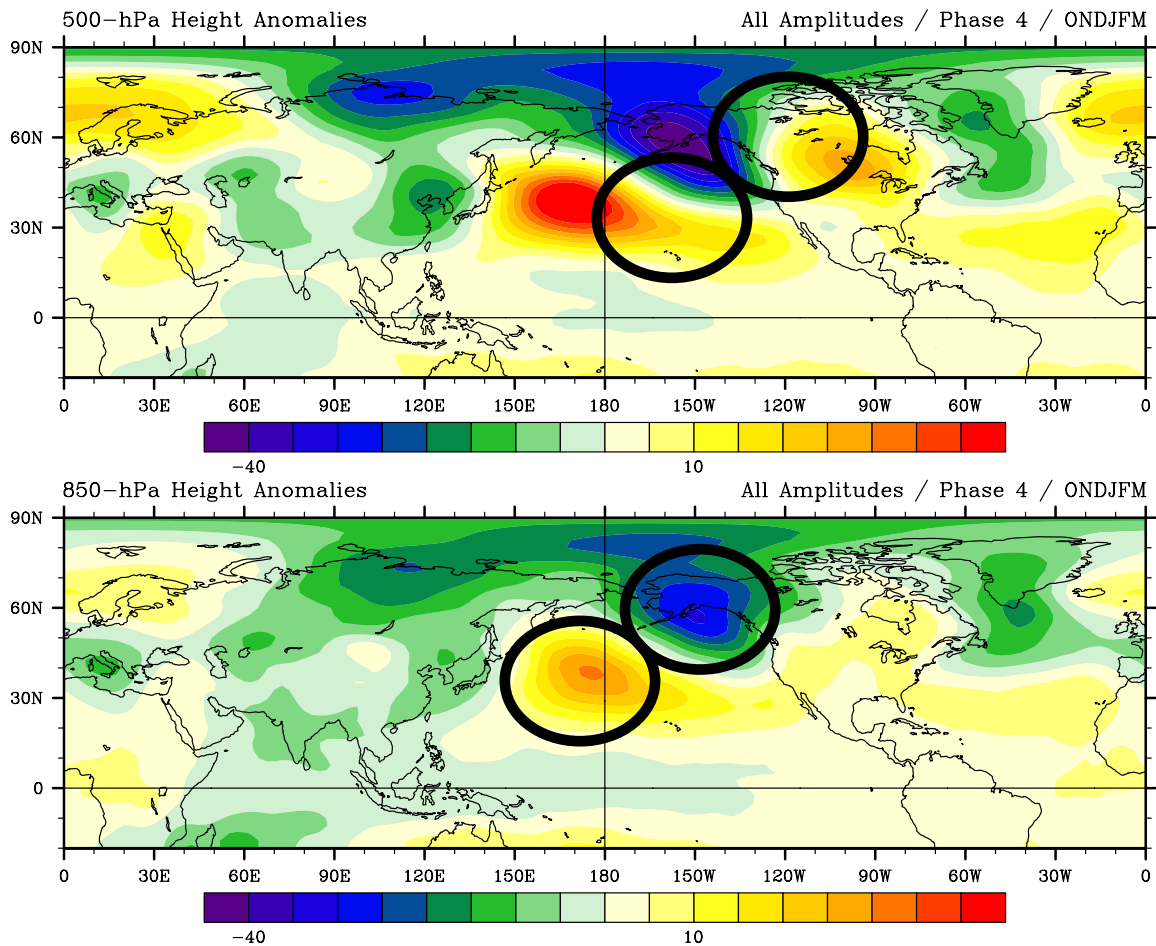 500-hPa Height Anomalies All Amplitudes / Phase 4 / ONDJFM
90N
60N
30N
0
0 30E 60E 90E 120E 150E 180 150W 120W 90W 60W 30W 0
-40 10
850-hPa Height Anomalies All Amplitudes / Phase 4 / ONDJFM
90N
60N
30N
0
0 30E 60E 90E 120E 150E 180 150W 120W 90W 60W 30W 0
-40 10